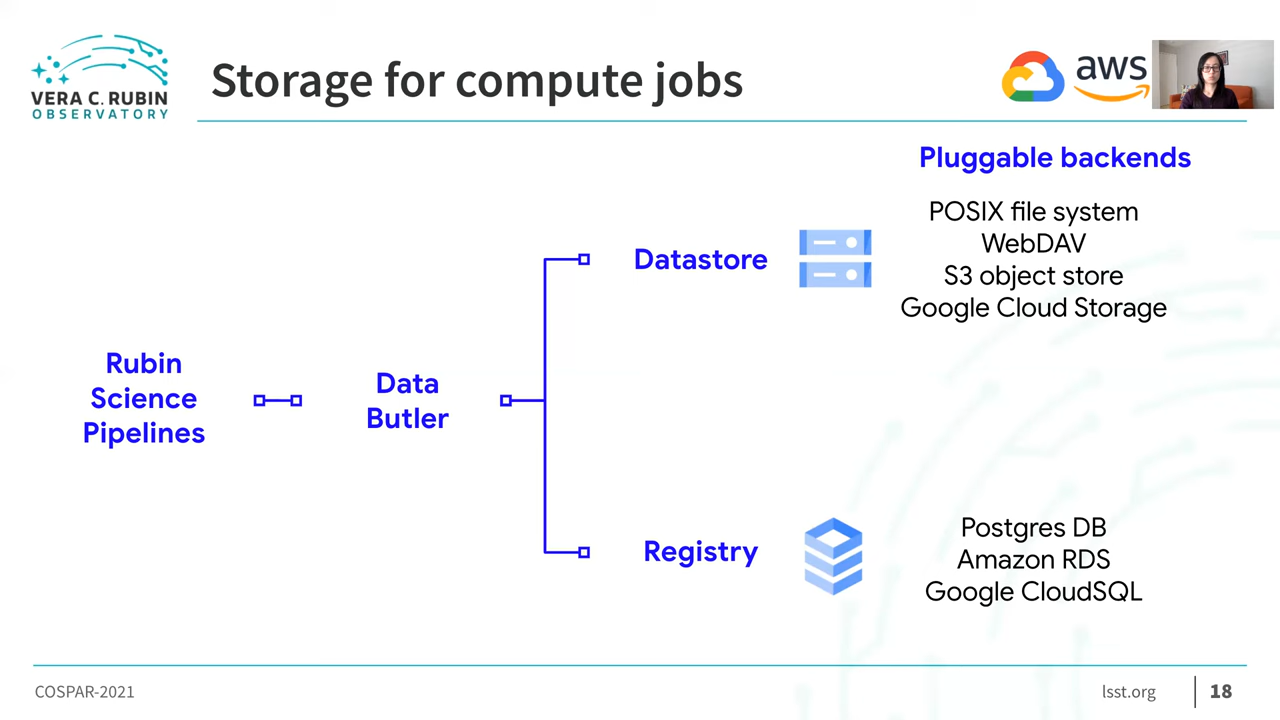 VERA C. RUBIN
OBSERVATORY
Storage for compute jobs
aws
Pluggable backends
POSIX file system
WebDAV
S3 object store
Google Cloud Storage
Datastore
Rubin
Science
Pipelines
Data
Butler
Registry
Postgres DB
Amazon RDS
Google CloudSQL
COSPAR-2021
lsst.org
18